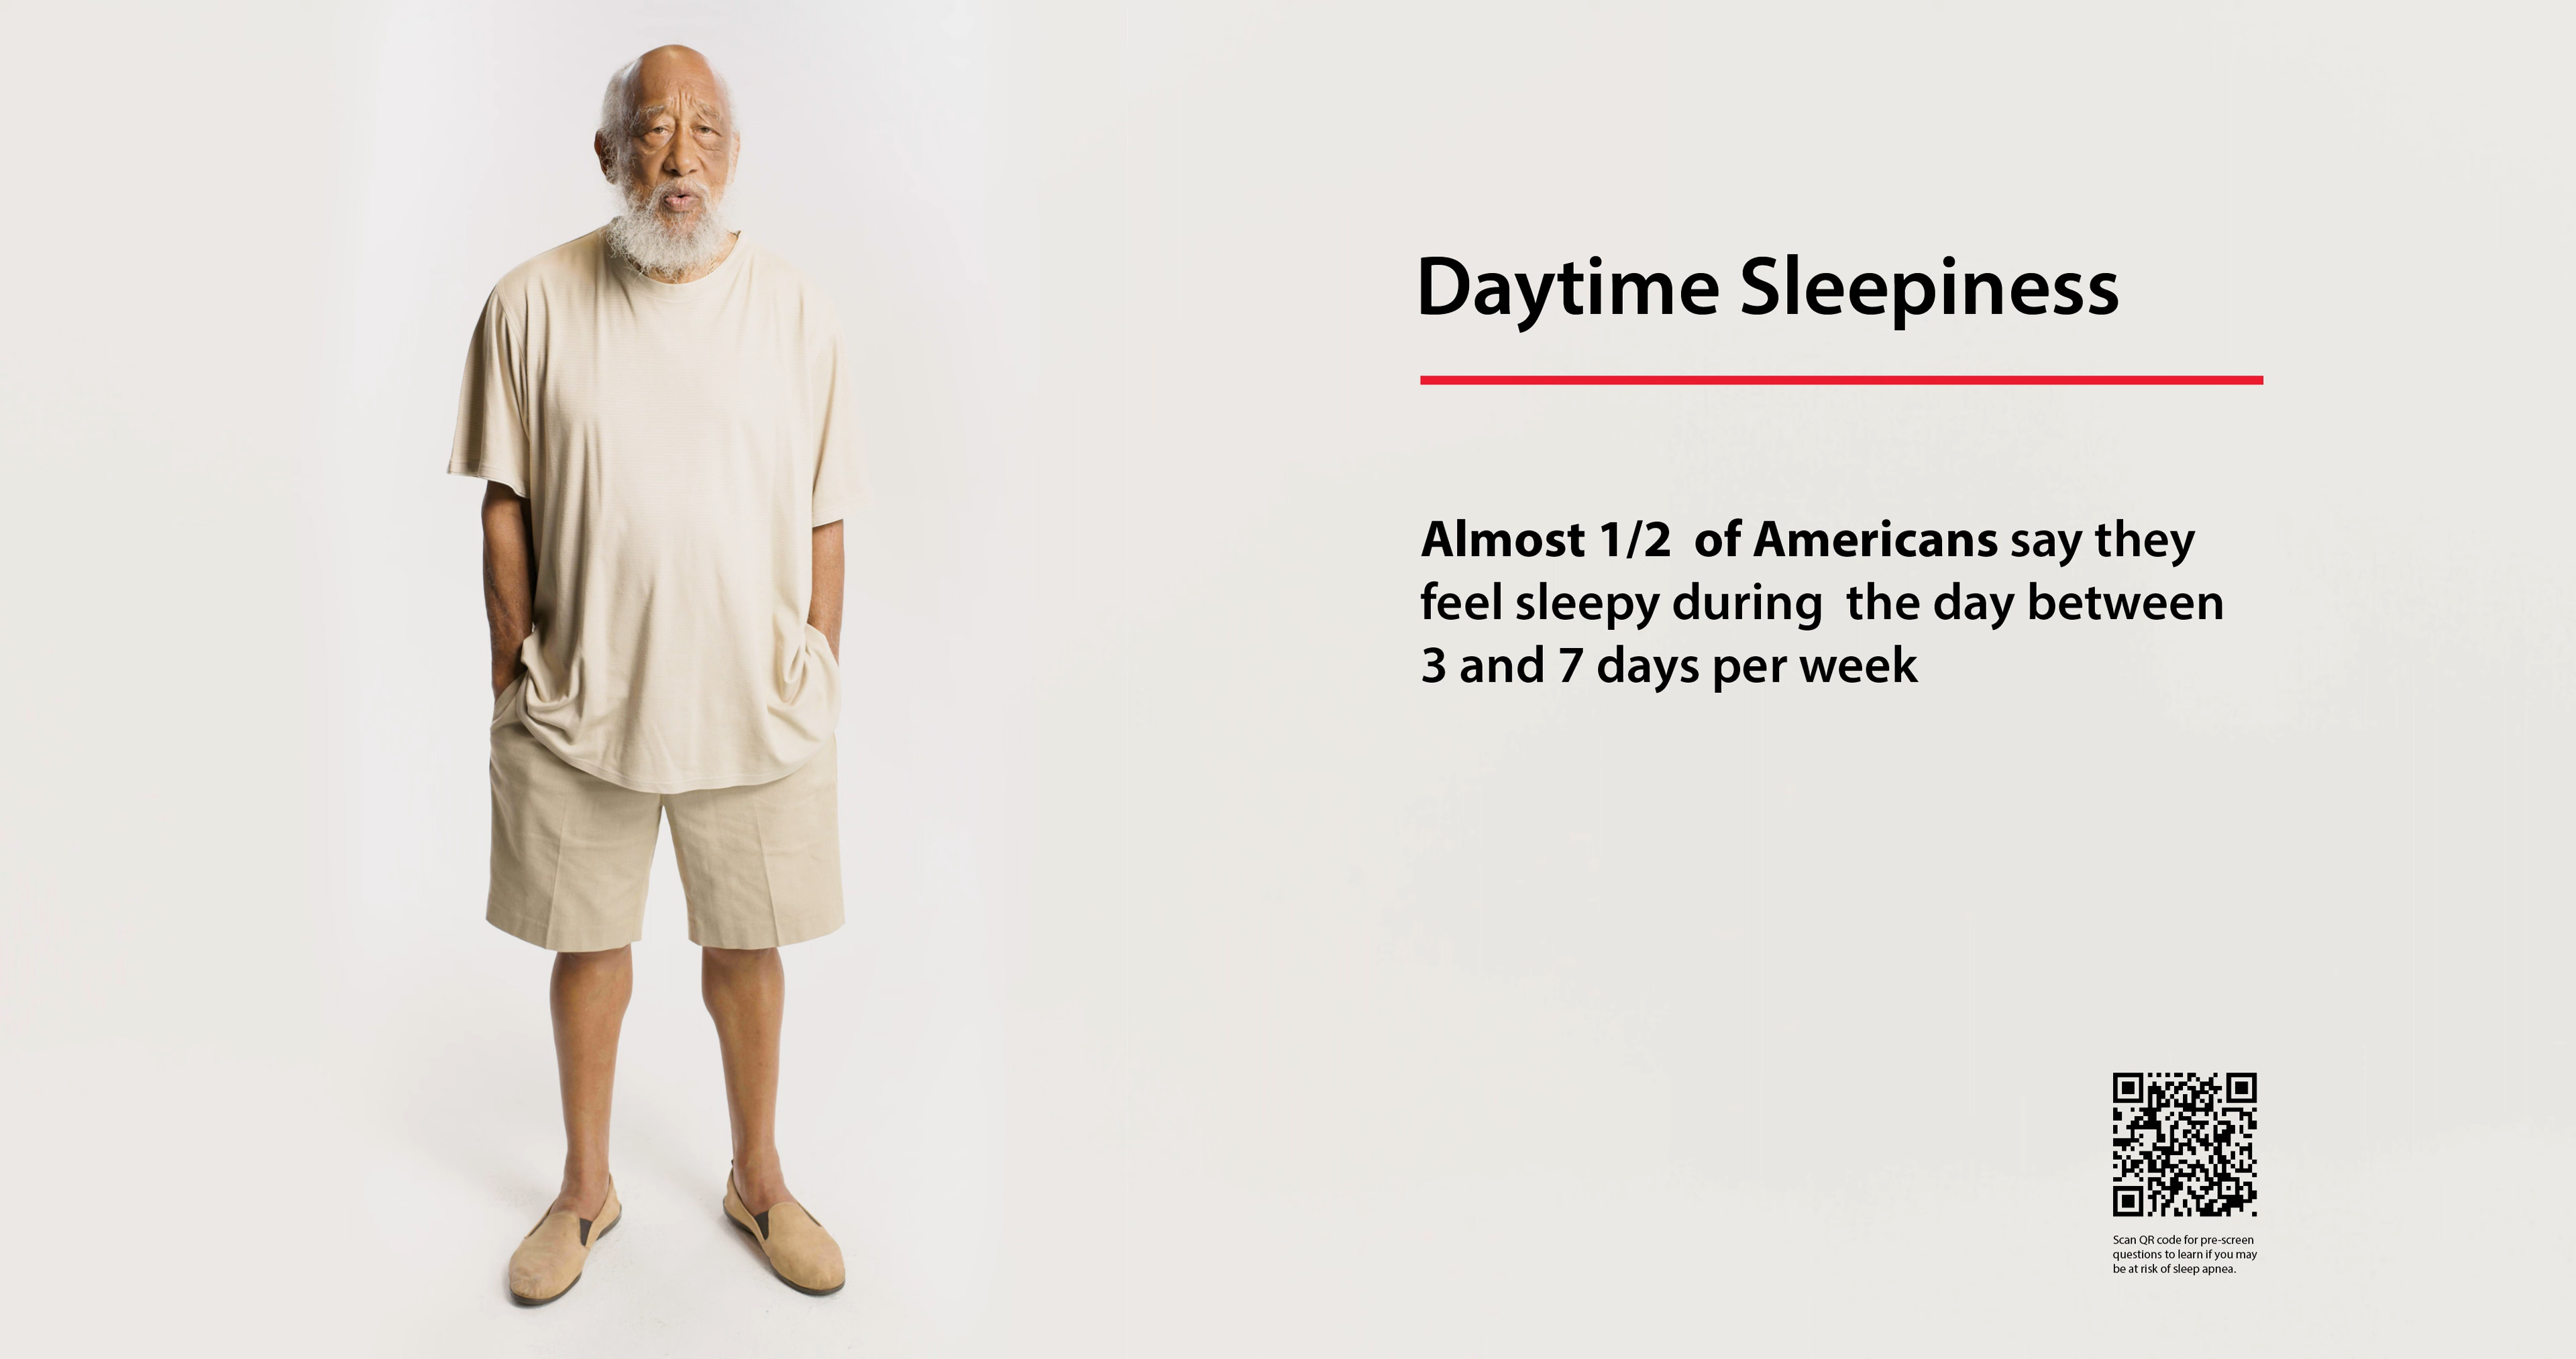 Daytime Sleepiness
Almost 1/2  of Americans say they
feel sleepy during  the day between
3 and 7 days per week
Scan QR code for pre-screen
questions to learn if you may
be at risk of sleep apnea.